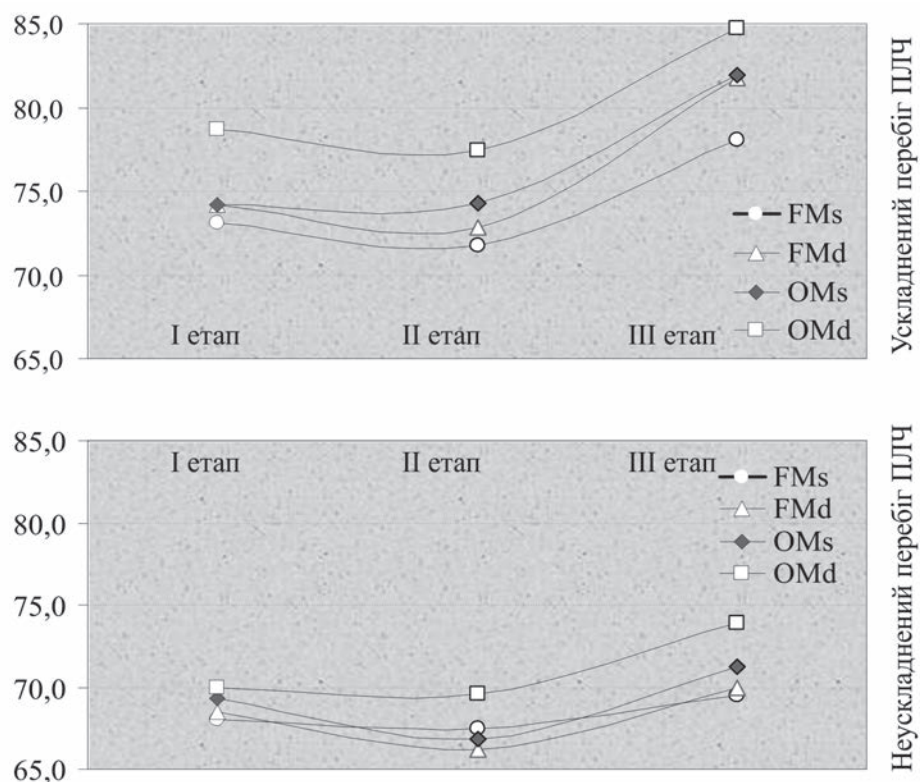 85,0
80,0
75,0
70,0
65,0
I етап
II етап
III етап
FMs
FMd
OMs
OMd
Ускладнений перебіг ПЛЧ
85,0
80,0
75,0
70,0
65,0
I етап
II етап
III етап
FMs
FMd
OMs
OMd
Неускладнений перебіг ПЛЧ